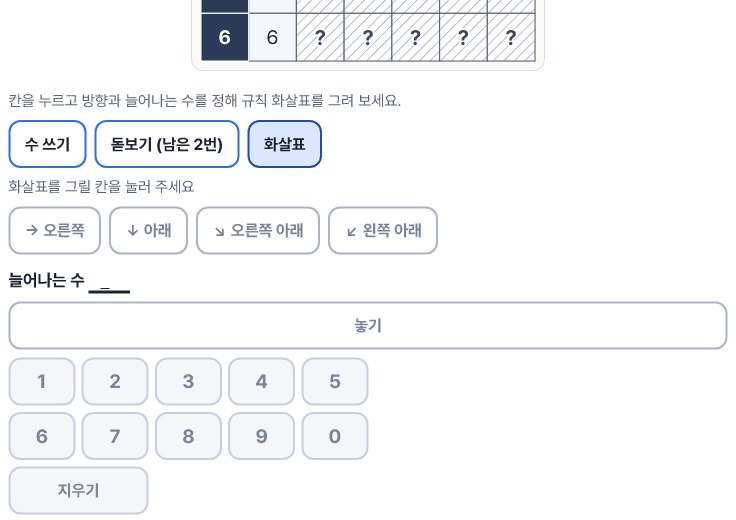 6 6 ? ? ? ? ?
칸을 누르고 방향과 늘어나는 수를 정해 규칙 화살표를 그려 보세요.
수 쓰기 돋보기 (남은 2번) 화살표
화살표를 그릴 칸을 눌러 주세요
→ 오른쪽 ↓ 아래 ↘ 오른쪽 아래 ↙ 왼쪽 아래
늘어나는 수 _
놓기
1 2 3 4 5
6 7 8 9 0
지우기